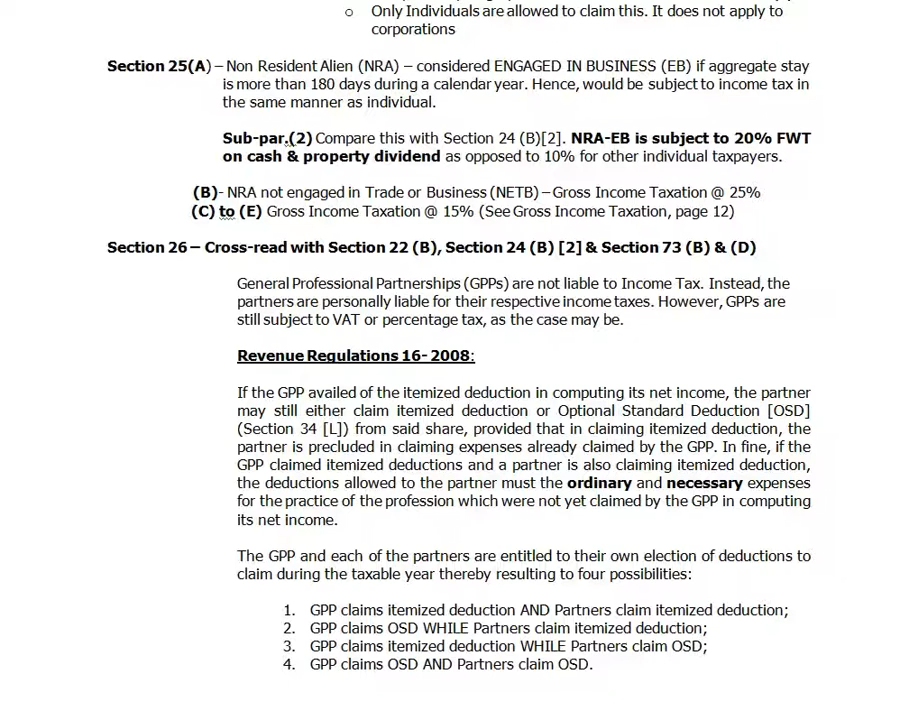 o Only Individuals are allowed to claim this. It does not apply to
corporations
Section 25(A) – Non Resident Alien (NRA) – considered ENGAGED IN BUSINESS (EB) if aggregate stay
is more than 180 days during a calendar year. Hence, would be subject to income tax in
the same manner as individual.
Sub-par.(2) Compare this with Section 24 (B)[2]. NRA-EB is subject to 20% FWT
on cash & property dividend as opposed to 10% for other individual taxpayers.
(B)- NRA not engaged in Trade or Business (NETB) – Gross Income Taxation @ 25%
(C) to (E) Gross Income Taxation @ 15% (See Gross Income Taxation, page 12)
Section 26 – Cross-read with Section 22 (B), Section 24 (B) [2] & Section 73 (B) & (D)
General Professional Partnerships (GPPs) are not liable to Income Tax. Instead, the
partners are personally liable for their respective income taxes. However, GPPs are
still subject to VAT or percentage tax, as the case may be.
Revenue Regulations 16- 2008:
If the GPP availed of the itemized deduction in computing its net income, the partner
may still either claim itemized deduction or Optional Standard Deduction [OSD]
(Section 34 [L]) from said share, provided that in claiming itemized deduction, the
partner is precluded in claiming expenses already claimed by the GPP. In fine, if the
GPP claimed itemized deductions and a partner is also claiming itemized deduction,
the deductions allowed to the partner must the ordinary and necessary expenses
for the practice of the profession which were not yet claimed by the GPP in computing
its net income.
The GPP and each of the partners are entitled to their own election of deductions to
claim during the taxable year thereby resulting to four possibilities:
1. GPP claims itemized deduction AND Partners claim itemized deduction;
2. GPP claims OSD WHILE Partners claim itemized deduction;
3. GPP claims itemized deduction WHILE Partners claim OSD;
4. GPP claims OSD AND Partners claim OSD.